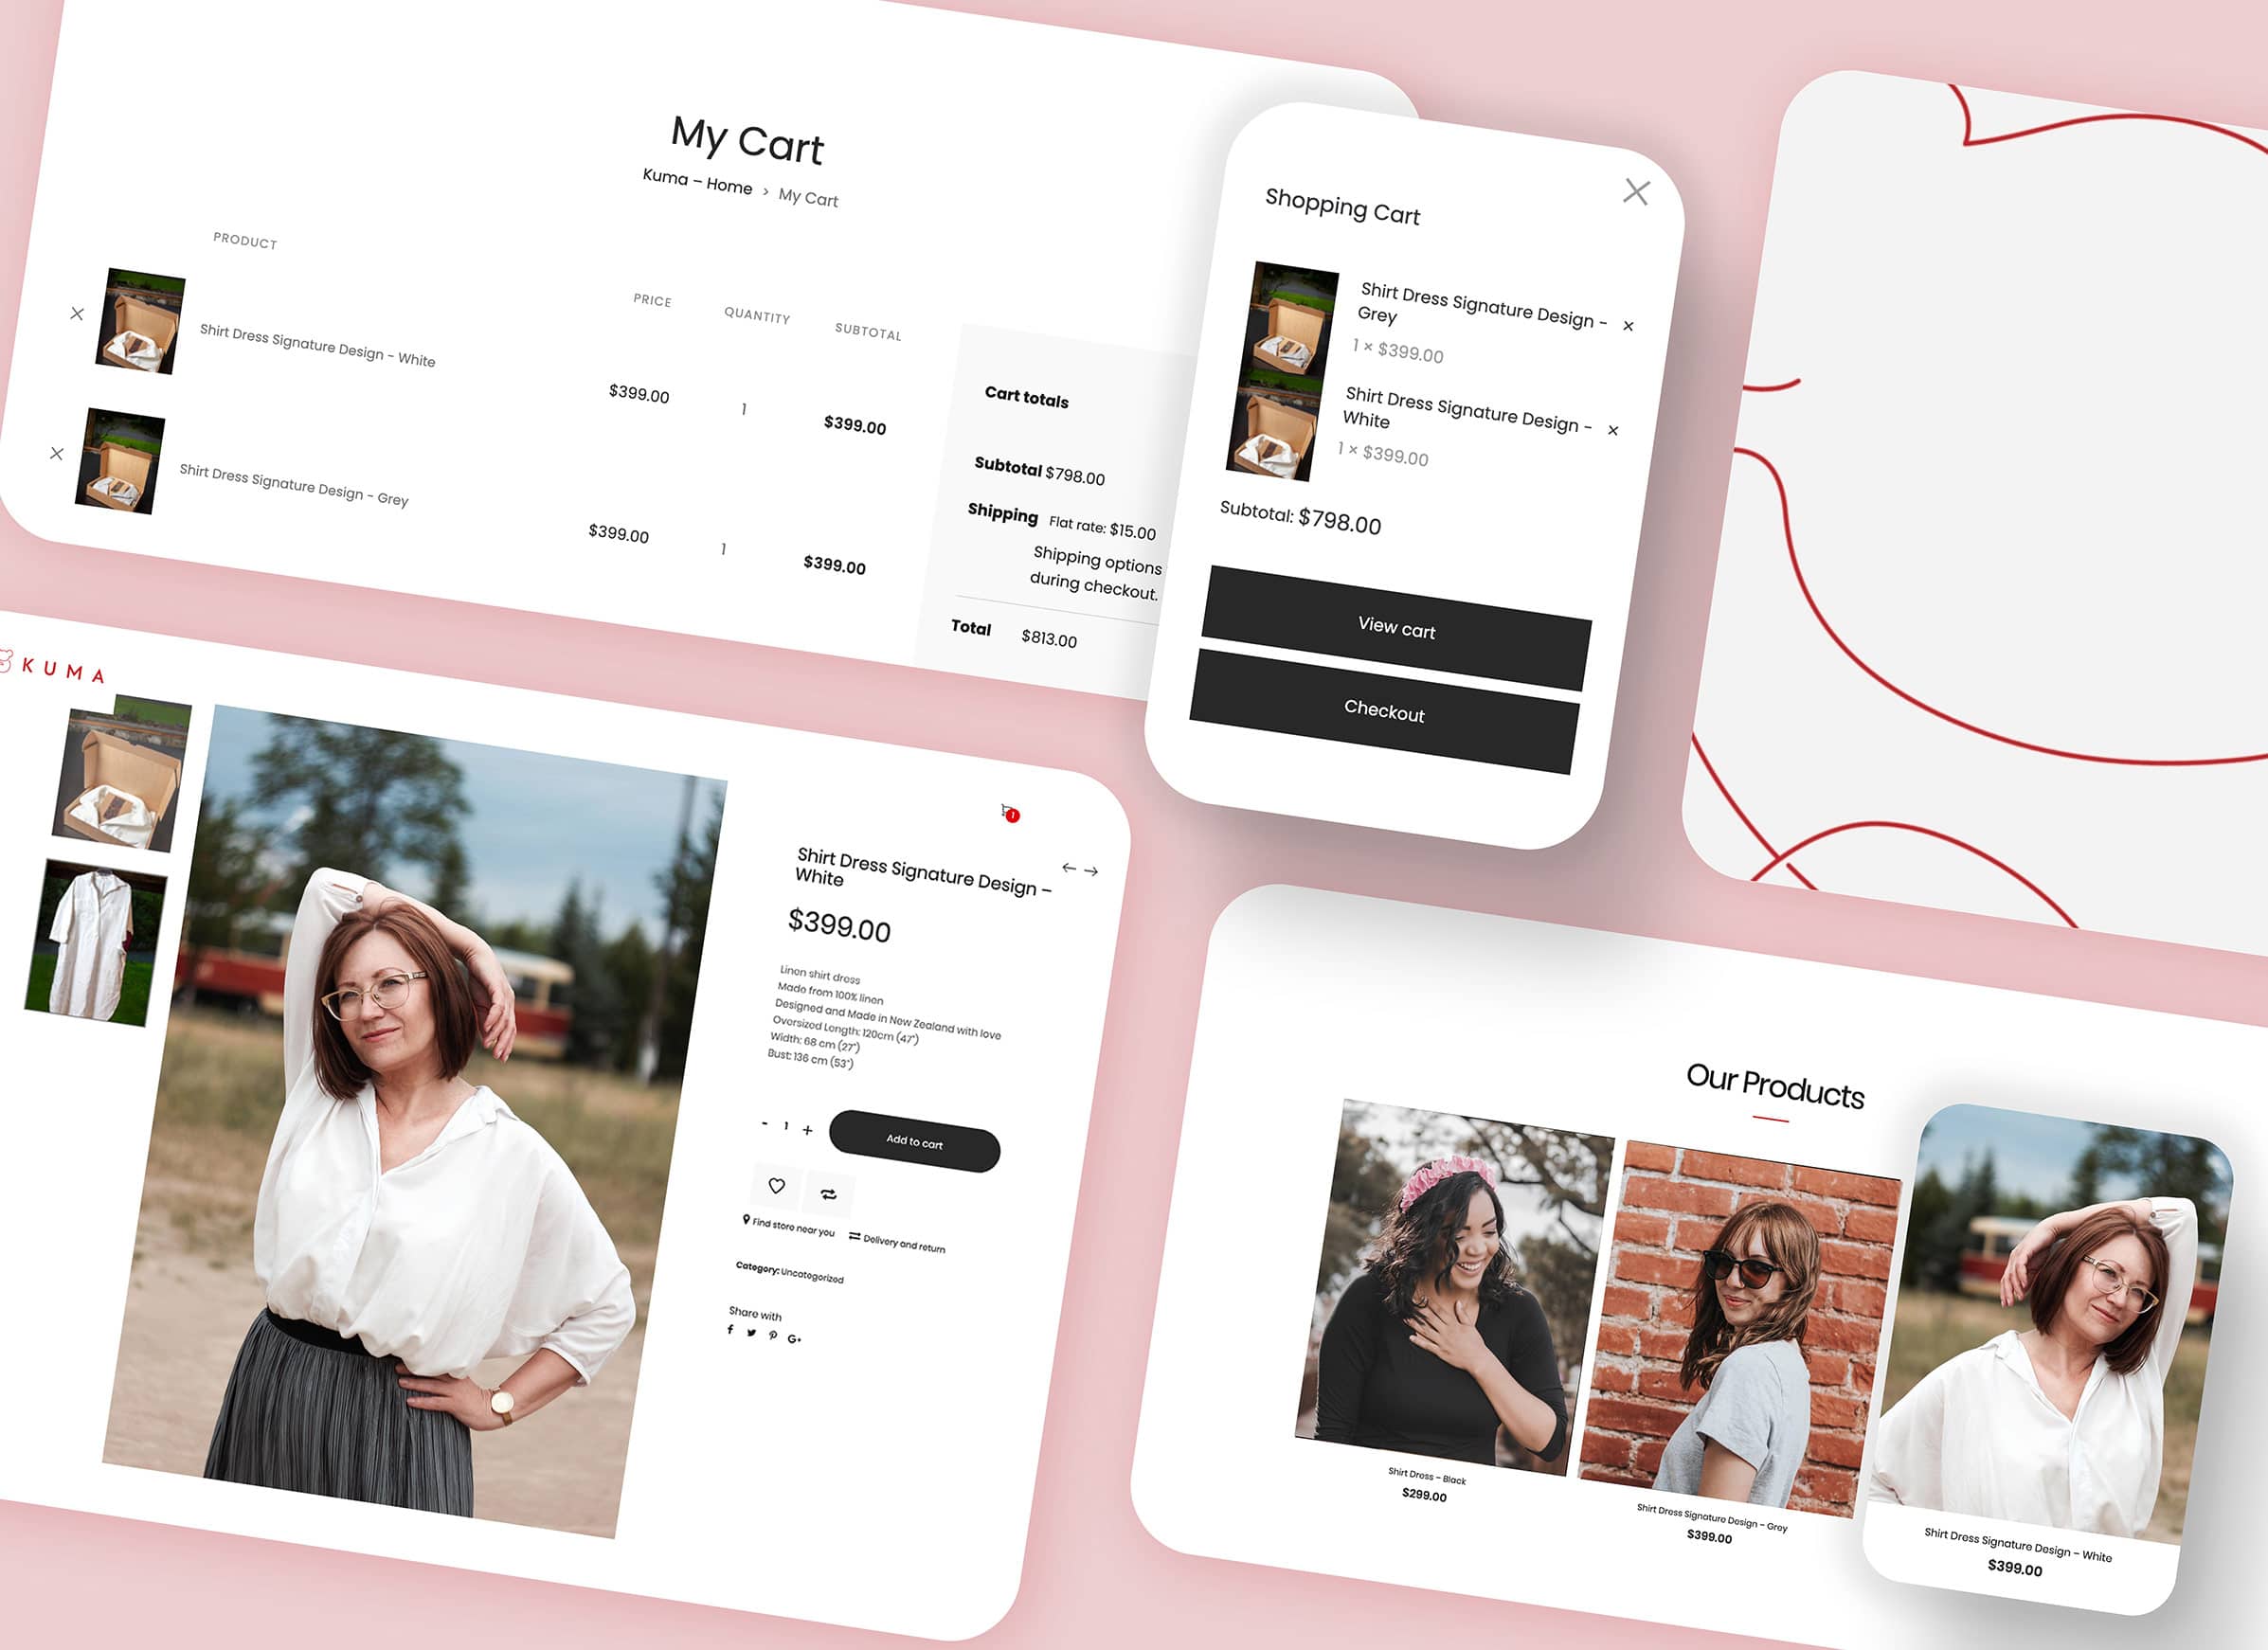 My Cart
Kuma – Home > My Cart
PRODUCT
PRICE
QUANTITY
SUBTOTAL
Shirt Dress Signature Design – White
$399.00
1
$399.00
Shirt Dress Signature Design - Grey
$399.00
1
$399.00
Cart totals
Subtotal $798.00
Shipping Flat rate: $15.00
Shipping options
during checkout.
Total $813.00
Shopping Cart
Shirt Dress Signature Design -
Grey
1 × $399.00
Shirt Dress Signature Design -
White
1 × $399.00
Subtotal: $798.00
View cart
Checkout
KUMA
1
Shirt Dress Signature Design –
White
$399.00
Linen shirt dress
Made from 100% linen
Designed and Made in New Zealand with love
Oversized Length: 120cm (47")
Width: 68 cm (27")
Bust: 136 cm (53")
- 1 +
Add to cart
Find store near you
Delivery and return
Category: Uncategorized
Share with
G+
Our Products
Shirt Dress – Black
$299.00
Shirt Dress Signature Design – Grey
$399.00
Shirt Dress Signature Design – White
$399.00